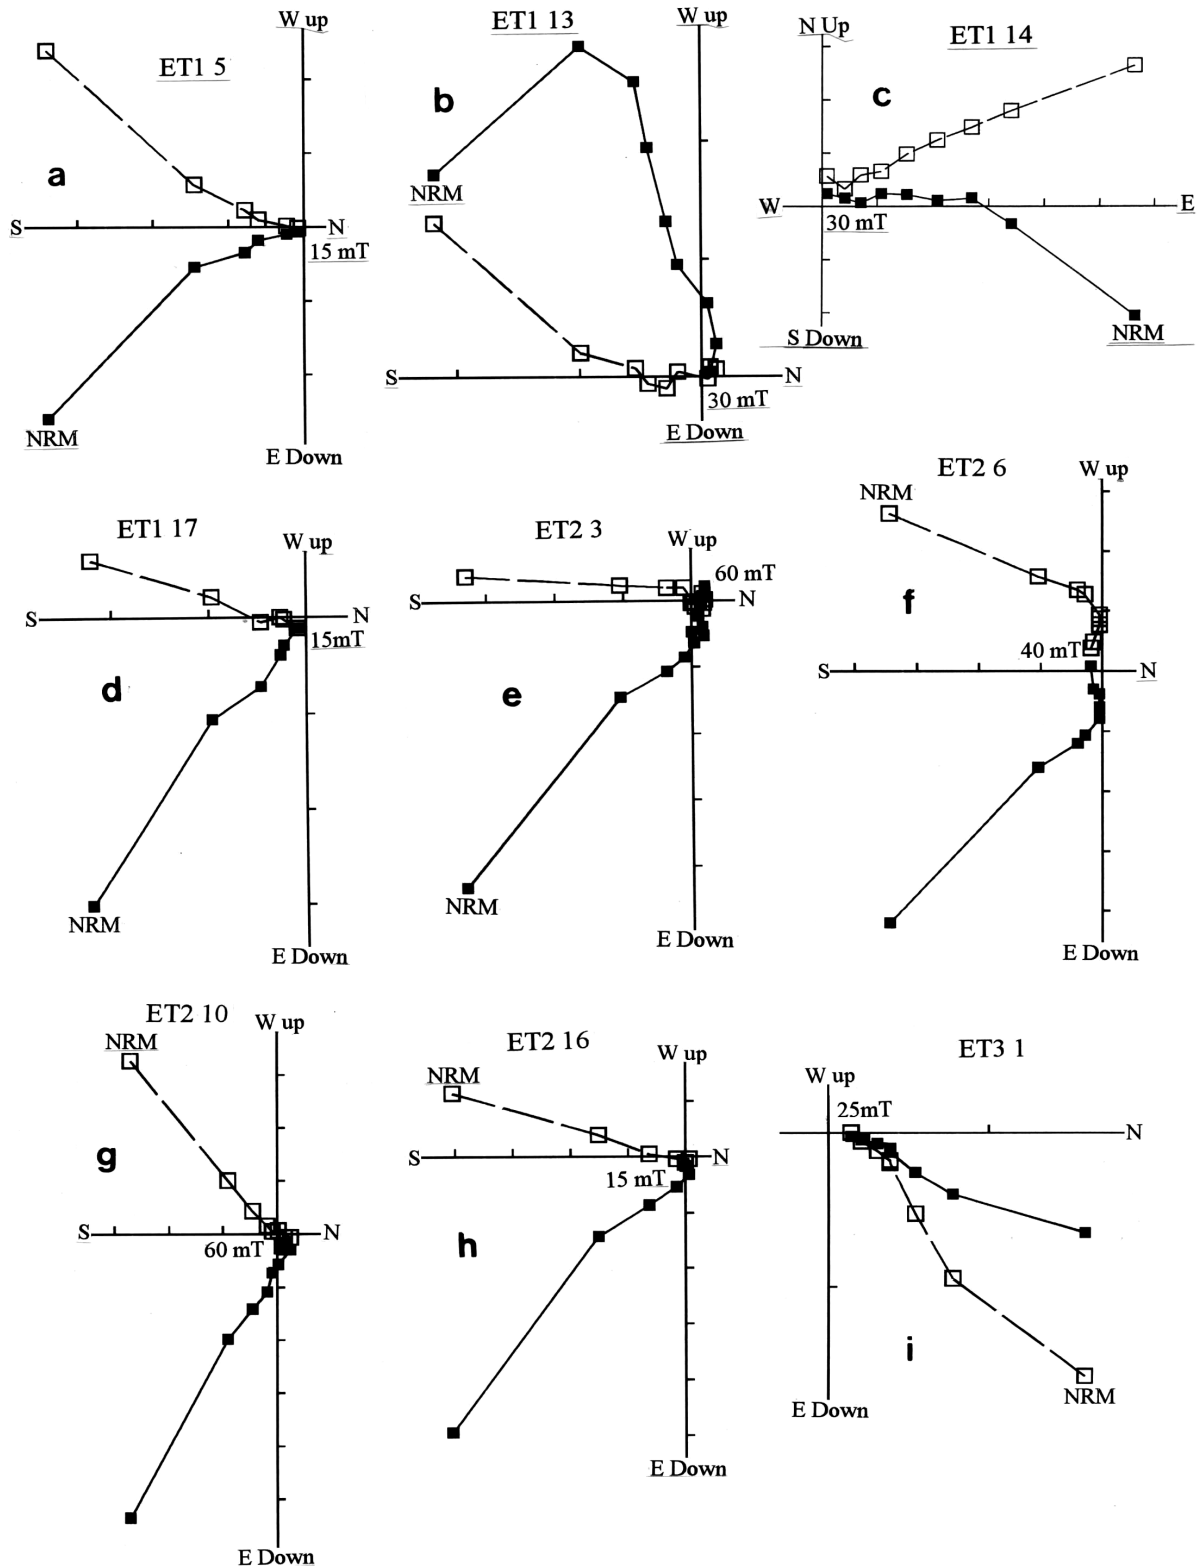 W up
ET1 5
a
S
N
15 mT
NRM
E Down
W up
ET1 13
b
NRM
S
N
30 mT
E Down
N Up
ET1 14
c
W
E
30 mT
S Down
NRM
ET1 17
W up
S
N
15mT
d
NRM
E Down
ET2 3
W up
60 mT
S
N
e
NRM
E Down
ET2 6
W up
NRM
f
40 mT
S
N
E Down
ET2 10
W up
NRM
g
S
N
60 mT
E Down
ET2 16
W up
NRM
S
N
15 mT
h
E Down
ET3 1
W up
25mT
N
i
NRM
E Down